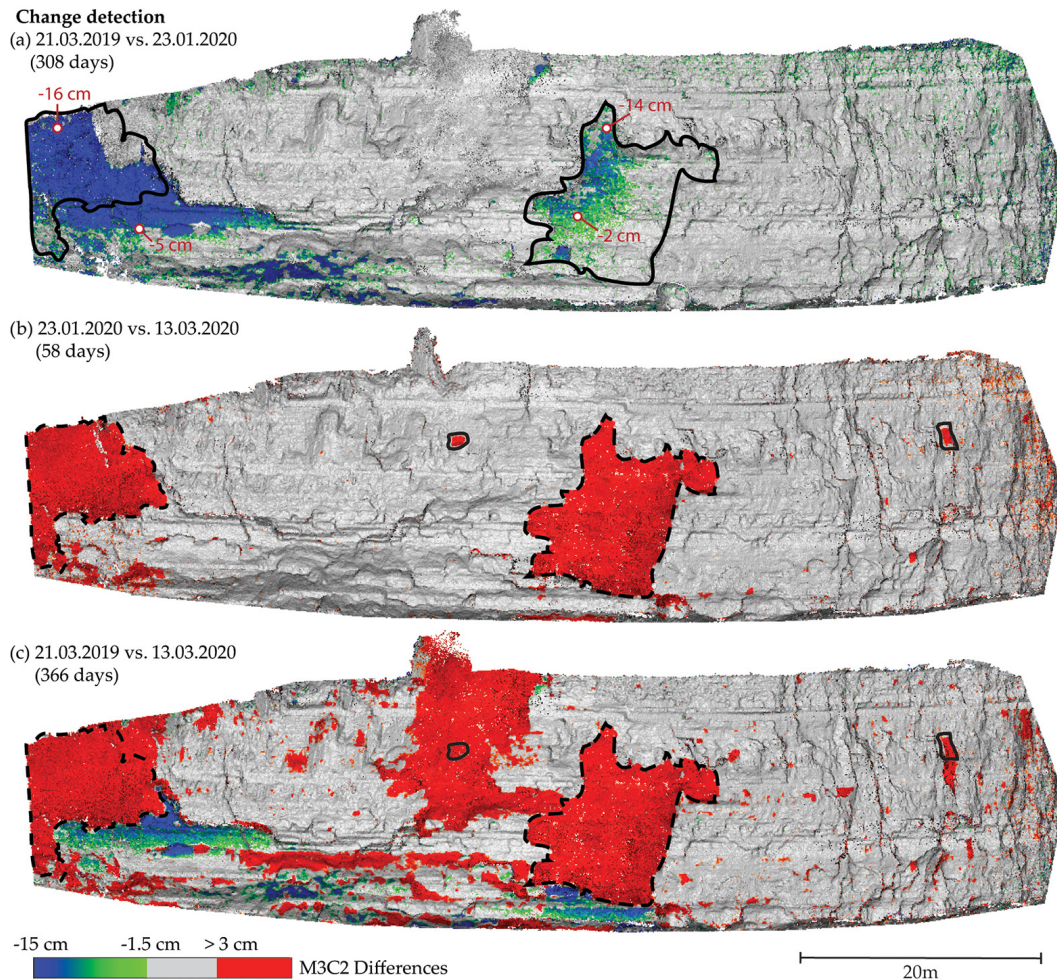 Change detection
(a) 21.03.2019 vs. 23.01.2020
(308 days)
-16 cm
-14 cm
-5 cm
-2 cm
(b) 23.01.2020 vs. 13.03.2020
(58 days)
(c) 21.03.2019 vs. 13.03.2020
(366 days)
-15 cm -1.5 cm > 3 cm
M3C2 Differences
20m